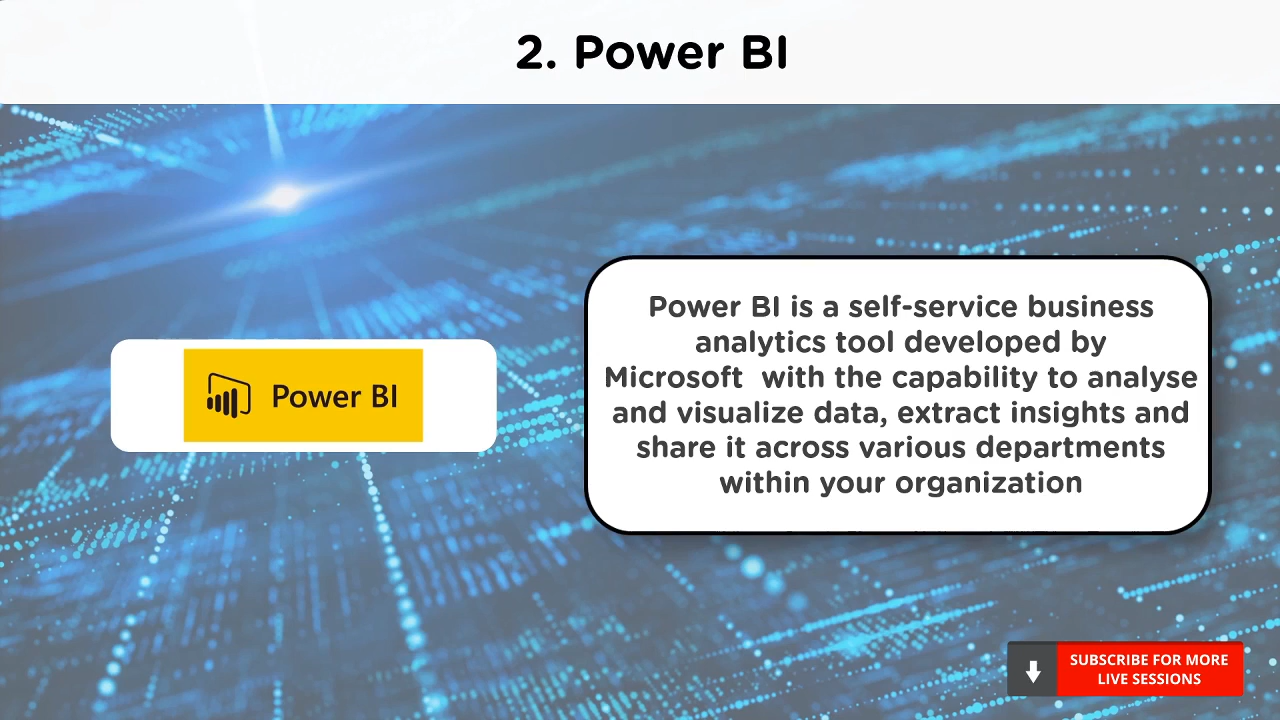 2. Power BI
Power BI
Power BI is a self-service business
analytics tool developed by
Microsoft  with the capability to analyse
and visualize data, extract insights and
share it across various departments
within your organization
SUBSCRIBE FOR MORE
LIVE SESSIONS